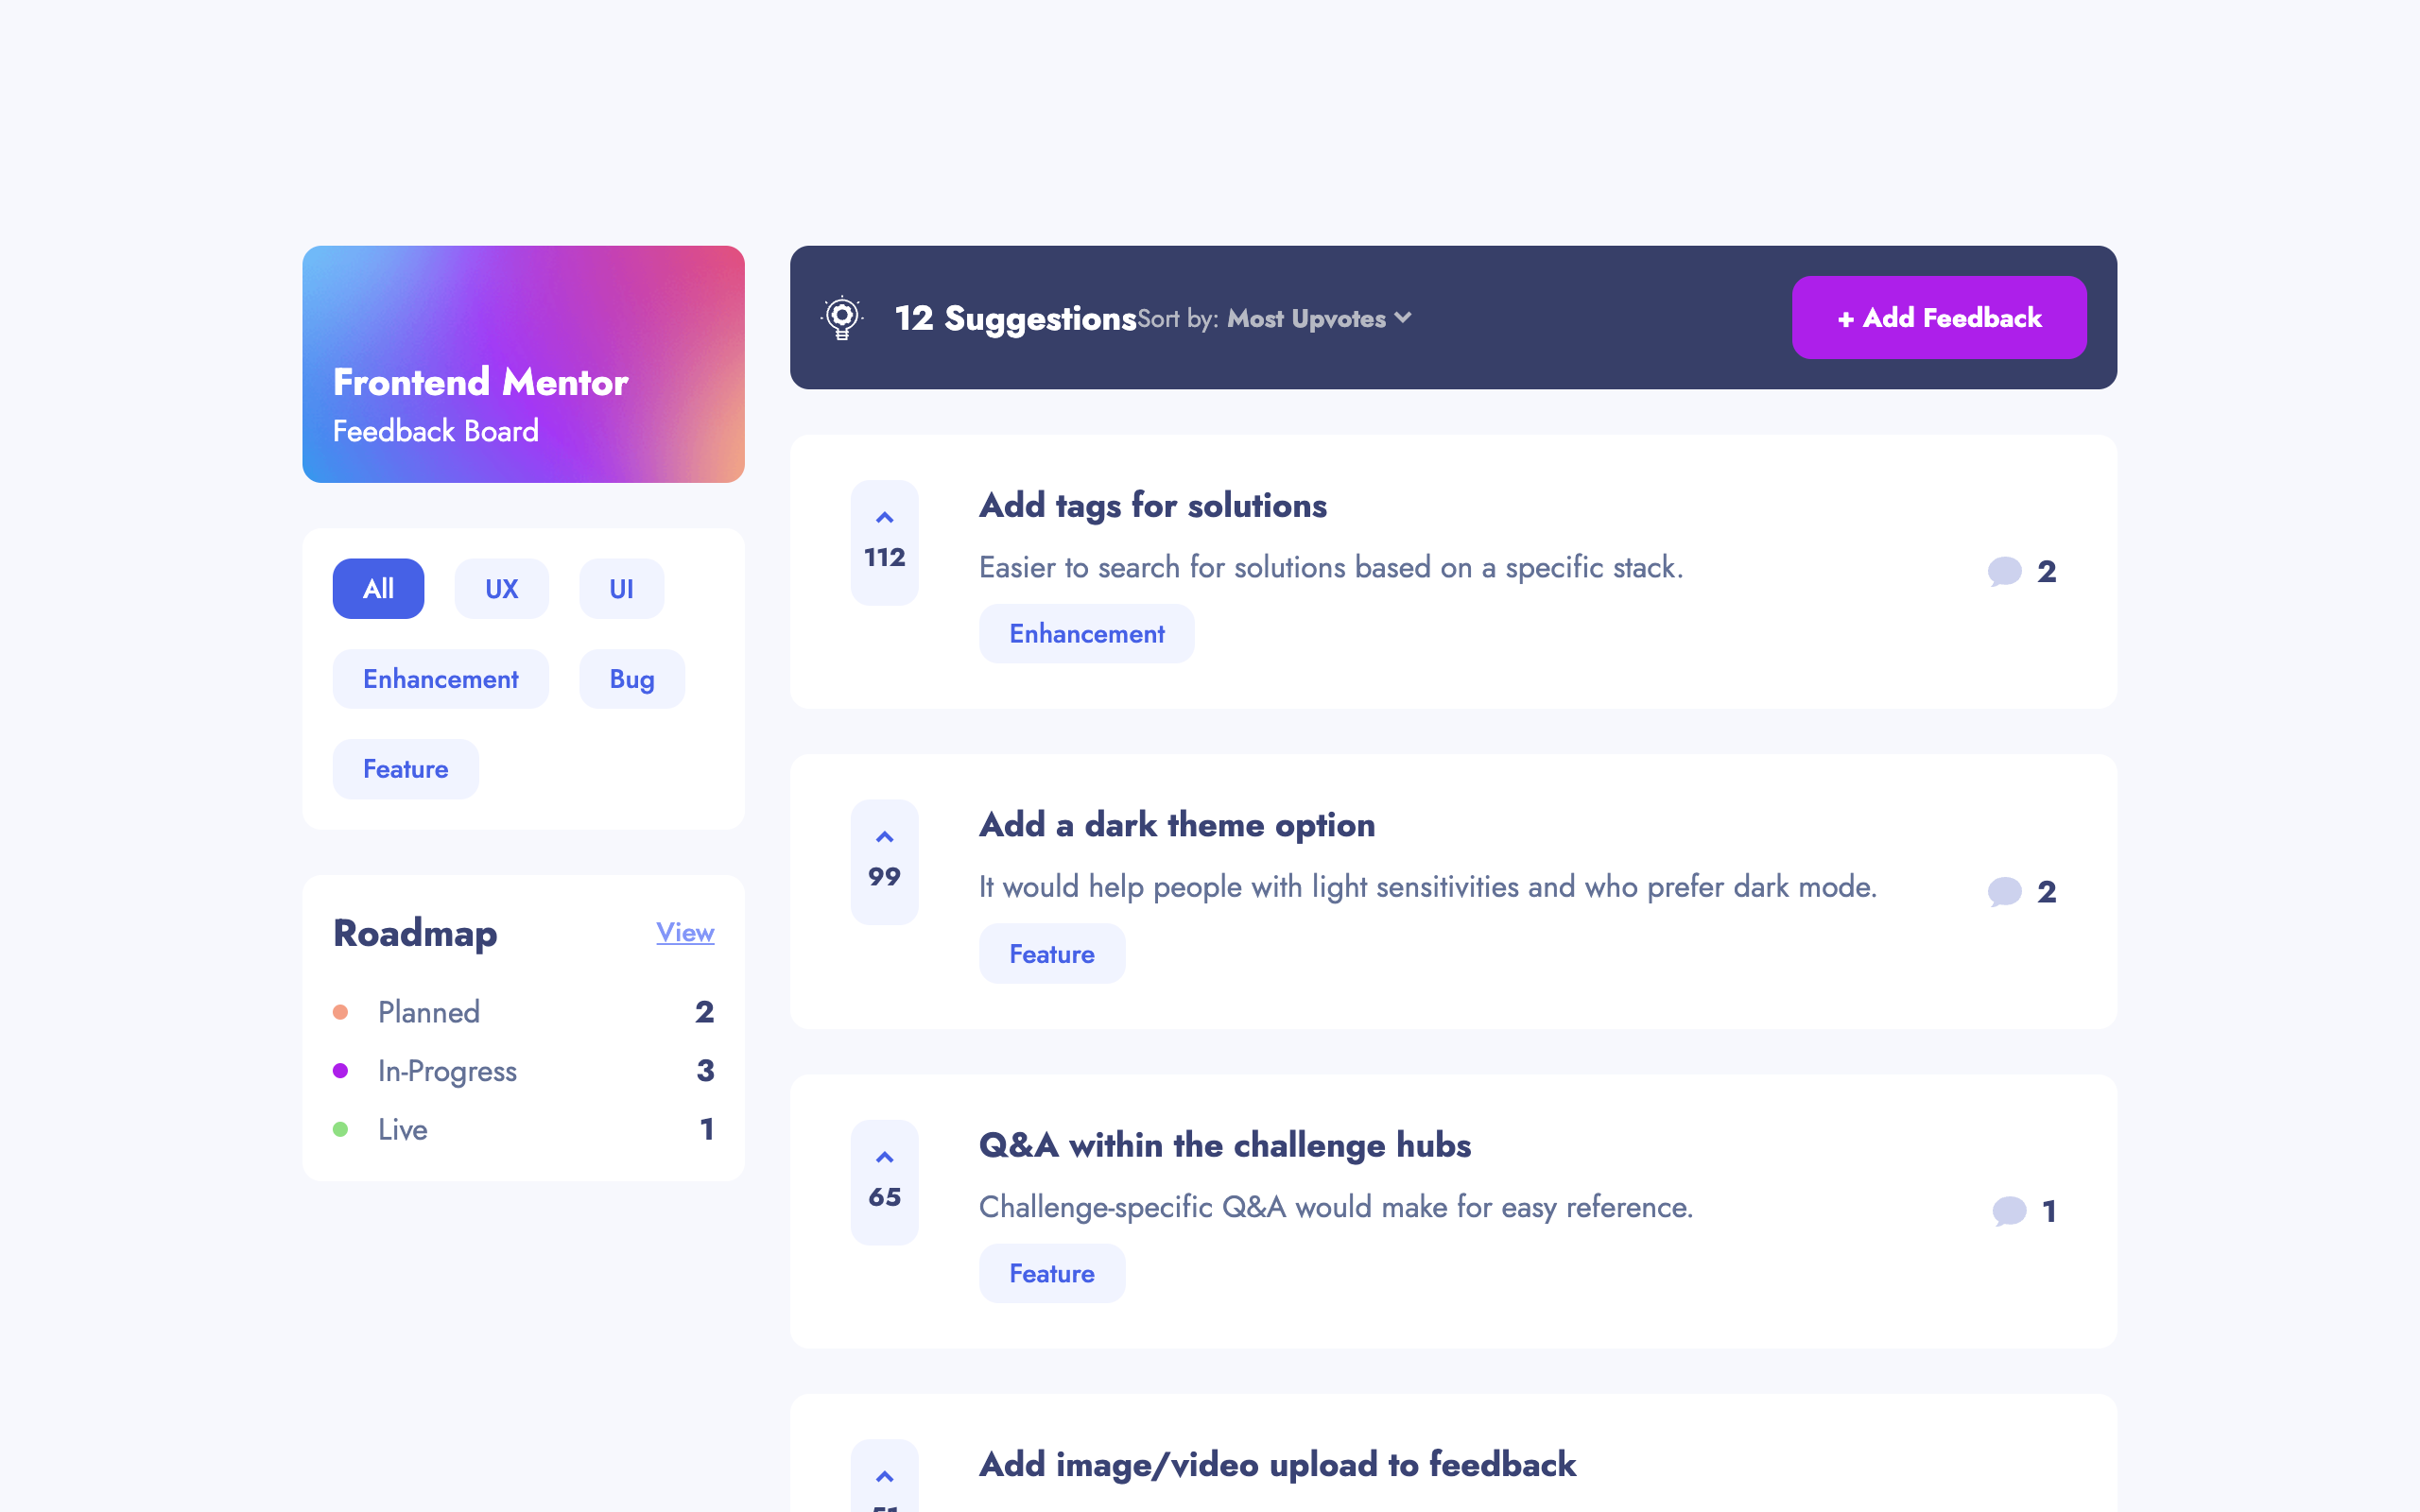 Frontend Mentor
Feedback Board
All
UX
UI
Enhancement
Bug
Feature
Roadmap
View
Planned
2
In-Progress
3
Live
1
12 Suggestions
Sort by: Most Upvotes
+ Add Feedback
112
Add tags for solutions
Easier to search for solutions based on a specific stack.
Enhancement
2
99
Add a dark theme option
It would help people with light sensitivities and who prefer dark mode.
Feature
2
65
Q&A within the challenge hubs
Challenge-specific Q&A would make for easy reference.
Feature
1
Add image/video upload to feedback